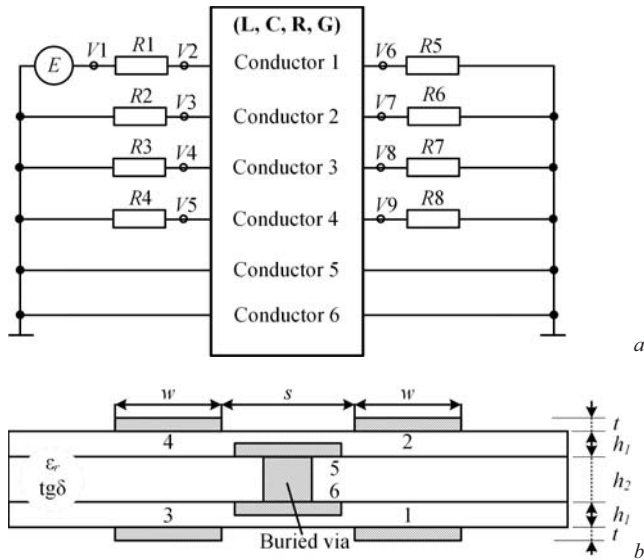 (L, C, R, G)
V1 R1 V2 Conductor 1 V6 R5
E
R2 V3 Conductor 2 V7 R6
R3 V4 Conductor 3 V8 R7
R4 V5 Conductor 4 V9 R8
Conductor 5
Conductor 6
a
w s w
t
4 2 h1
εr
tgδ
5
6
h2
3 1 h1
Buried via
t
b